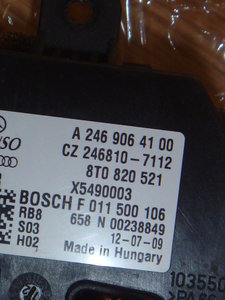 A 246 906 41 00
CZ 246810-7112
8T0 820 521
X5490003
BOSCH F 011 500 106
RB8 658 N 00238849
S03 12-07-09
H02 Made in Hungary
103550